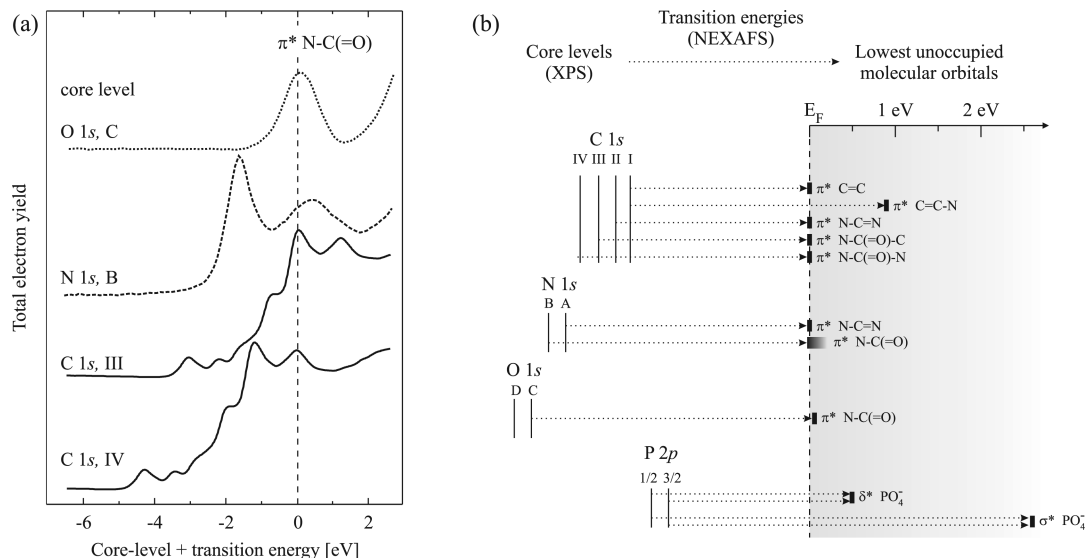 (a)
π* N-C(=O)
core level
O 1s, C
N 1s, B
C 1s, III
C 1s, IV
Total electron yield
-6 -4 -2 0 2
Core-level + transition energy [eV]
(b)
Transition energies
(NEXAFS)
Core levels
(XPS)
Lowest unoccupied
molecular orbitals
E_F 1 eV 2 eV
C 1s
IV III II I
π* C=C
π* C=C-N
π* N-C=N
π* N-C(=O)-C
π* N-C(=O)-N
N 1s
B A
π* N-C=N
π* N-C(=O)
O 1s
D C
π* N-C(=O)
P 2p
1/2 3/2
δ* PO₄⁻
σ* PO₄⁻